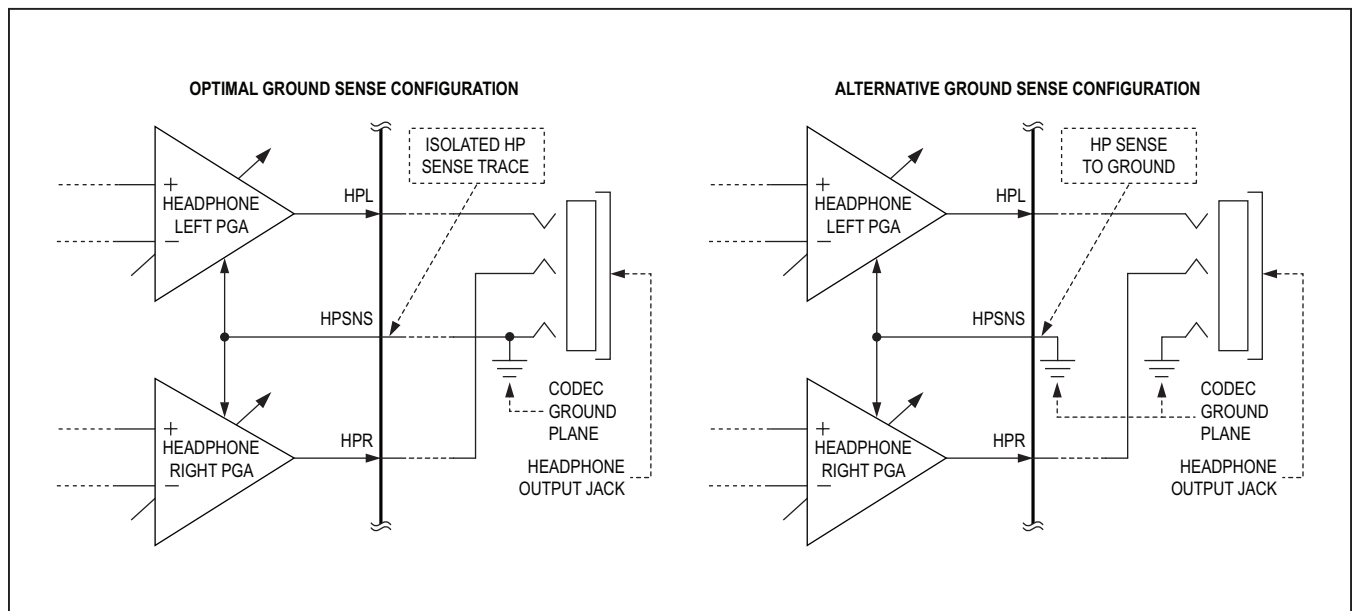 OPTIMAL GROUND SENSE CONFIGURATION
+
HEADPHONE
LEFT PGA
−
HPL
ISOLATED HP
SENSE TRACE
HPSNS
+
HEADPHONE
RIGHT PGA
−
HPR
CODEC
GROUND
PLANE
HEADPHONE
OUTPUT JACK
ALTERNATIVE GROUND SENSE CONFIGURATION
+
HEADPHONE
LEFT PGA
−
HPL
HP SENSE
TO GROUND
HPSNS
+
HEADPHONE
RIGHT PGA
−
HPR
CODEC
GROUND
PLANE
HEADPHONE
OUTPUT JACK